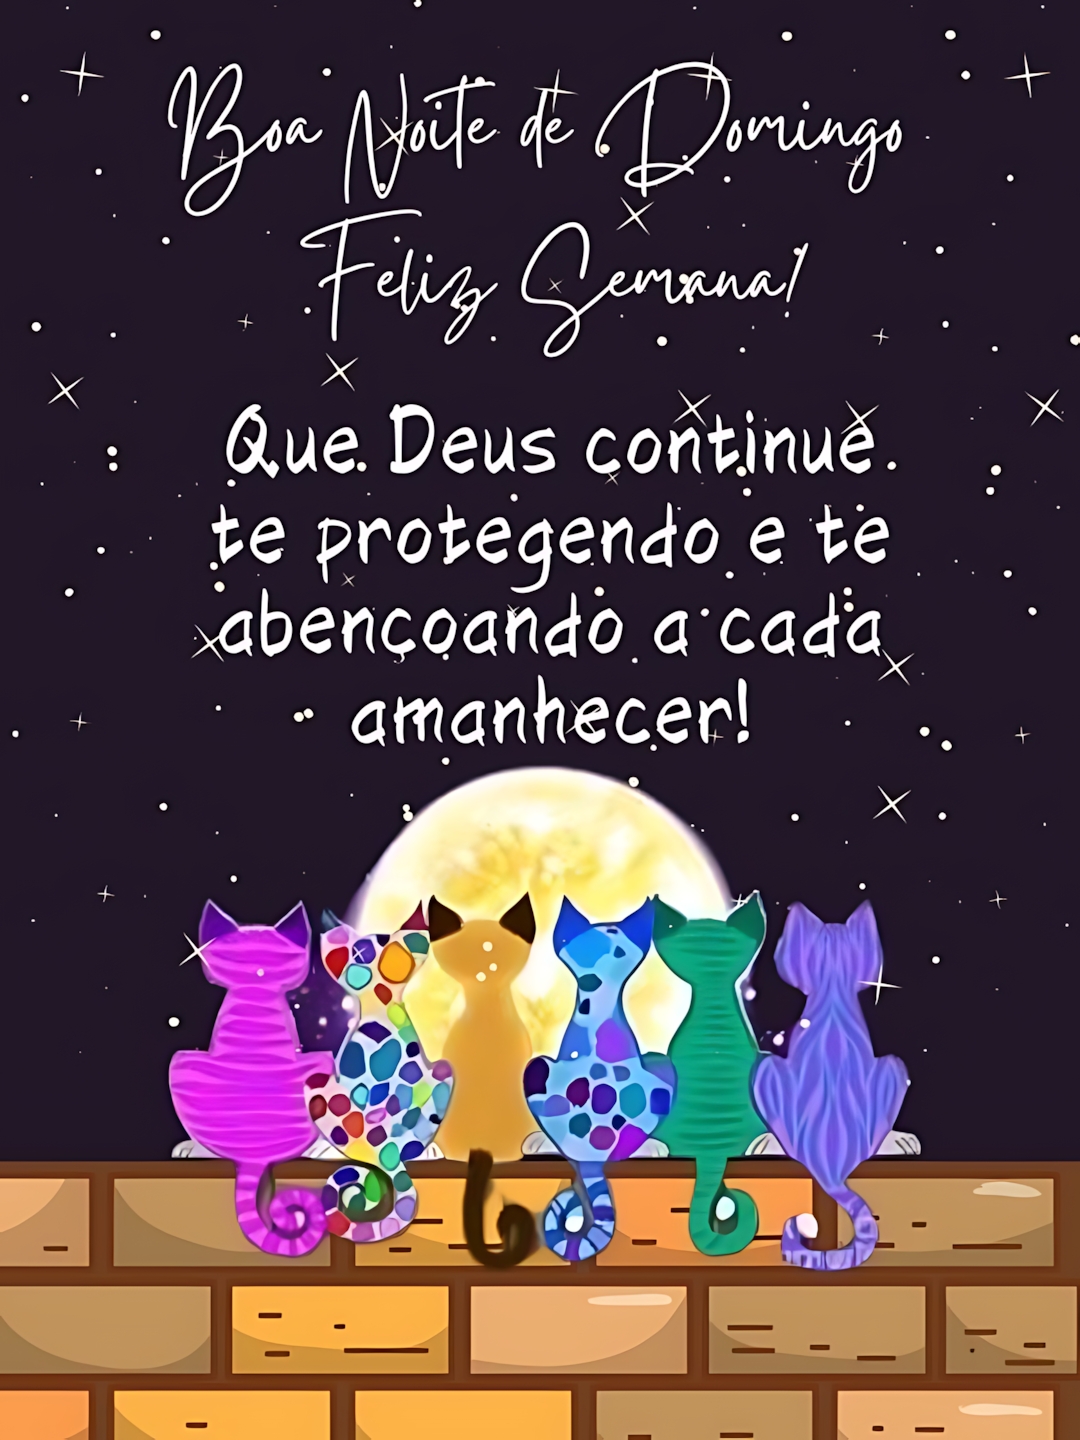 Boa Noite de Domingo
Feliz Semana!
Que Deus continue
te protegendo e te
abençoando a cada
amanhecer!